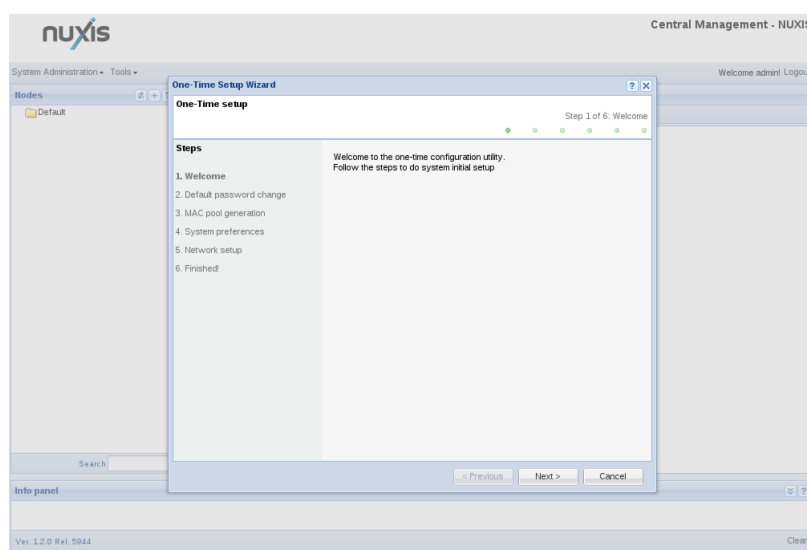 nuxis
Central Management - NUXIS
System Administration Tools
Welcome admin! Logou
Nodes
Default
One-Time Setup Wizard
One-Time setup
Step 1 of 6: Welcome
Steps
1. Welcome
2. Default password change
3. MAC pool generation
4. System preferences
5. Network setup
6. Finished!
Welcome to the one-time configuration utility.
Follow the steps to do system initial setup
Search
< Previous Next > Cancel
Info panel
Ver. 1.2.0 Rel. 5944
Clear